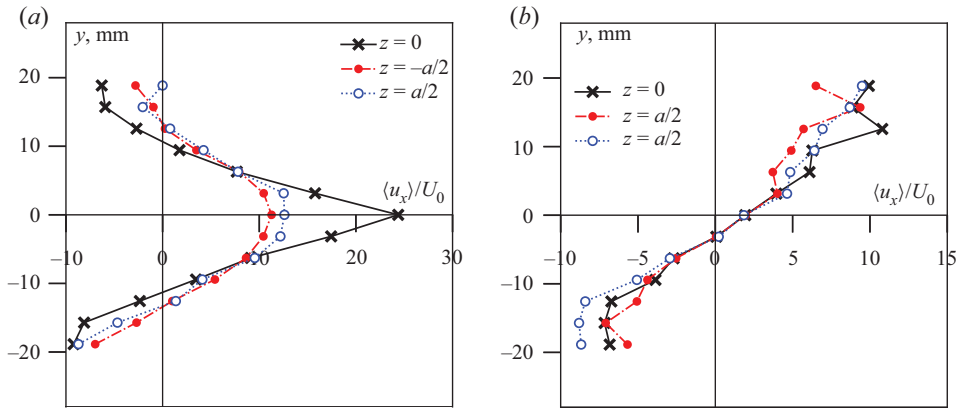 (a)
y, mm
z = 0
z = –a/2
z = a/2
20
10
⟨uₓ⟩/U₀
0
–10
0
10
20
30
–10
–20
(b)
y, mm
z = 0
z = a/2
z = a/2
20
10
⟨uₓ⟩/U₀
0
–10
–5
0
5
10
15
–10
–20